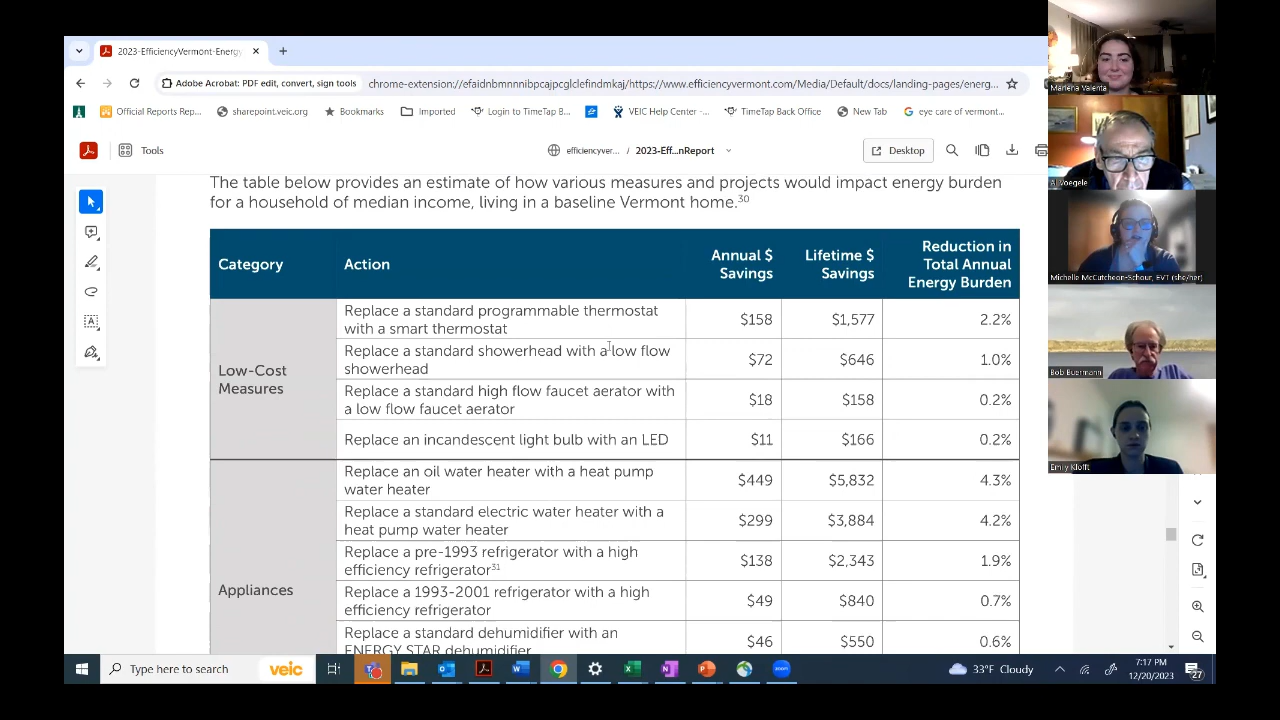 2023-EfficiencyVermont-Energy
Adobe Acrobat: PDF edit, convert, sign tools
https://www.efficiencyvermont.com/Media/Default/docs/landing-pages/energ...
Official Reports Rep...
sharepoint.veic.org
Bookmarks
Imported
Login to TimeTap B...
VEIC Help Center -...
TimeTap Back Office
New Tab
eye care of vermont...
Tools
efficiencyver... / 2023-Eff...nReport
Desktop
The table below provides an estimate of how various measures and projects would impact energy burden
for a household of median income, living in a baseline Vermont home.30
Category Action Annual $ Savings Lifetime $ Savings Reduction in Total Annual Energy Burden
Low-Cost Measures
Replace a standard programmable thermostat
with a smart thermostat
$158 $1,577 2.2%
Replace a standard showerhead with a low flow
showerhead
$72 $646 1.0%
Replace a standard high flow faucet aerator with
a low flow faucet aerator
$18 $158 0.2%
Replace an incandescent light bulb with an LED $11 $166 0.2%
Appliances
Replace an oil water heater with a heat pump
water heater
$449 $5,832 4.3%
Replace a standard electric water heater with a
heat pump water heater
$299 $3,884 4.2%
Replace a pre-1993 refrigerator with a high
efficiency refrigerator31
$138 $2,343 1.9%
Replace a 1993-2001 refrigerator with a high
efficiency refrigerator
$49 $840 0.7%
Replace a standard dehumidifier with an
ENERGY STAR dehumidifier
$46 $550 0.6%
Marlena Valenta
Al Voegele
Michelle McCutcheon-Schour, EVT (she/her)
Bob Buermann
Emily Klofft
Type here to search
veic
33°F Cloudy
7:17 PM
12/20/2023
27